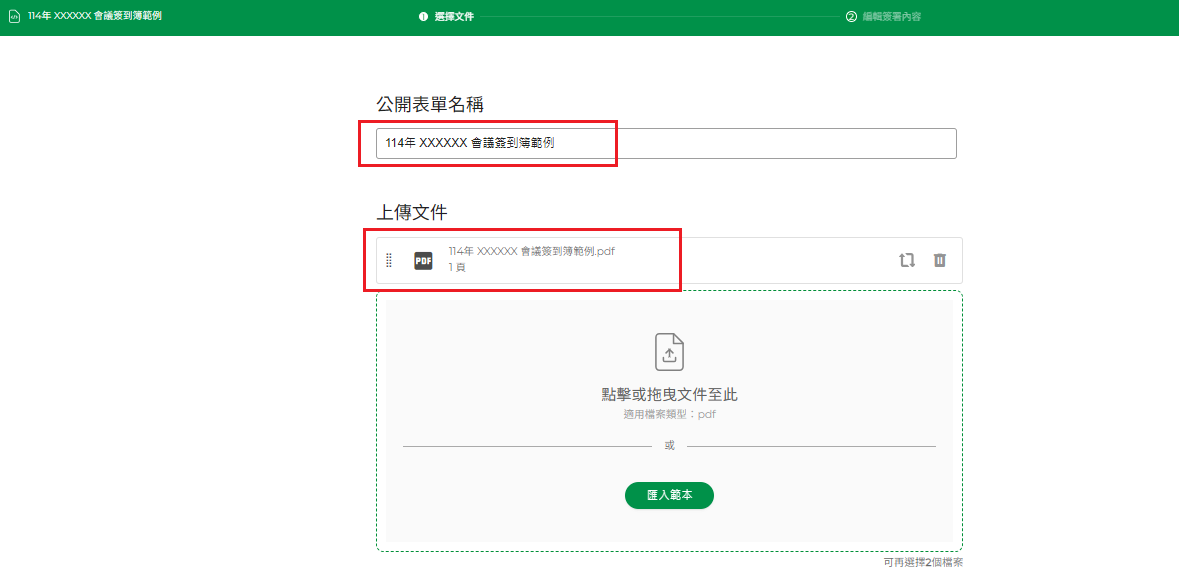 114年 XXXXXX 會議簽到簿範例
1 選擇文件
2 編輯簽署內容
公開表單名稱
114年 XXXXXX 會議簽到簿範例
上傳文件
PDF
114年 XXXXXX 會議簽到簿範例.pdf
1 頁
點擊或拖曳文件至此
適用檔案類型：pdf
或
匯入範本
可再選擇2個檔案